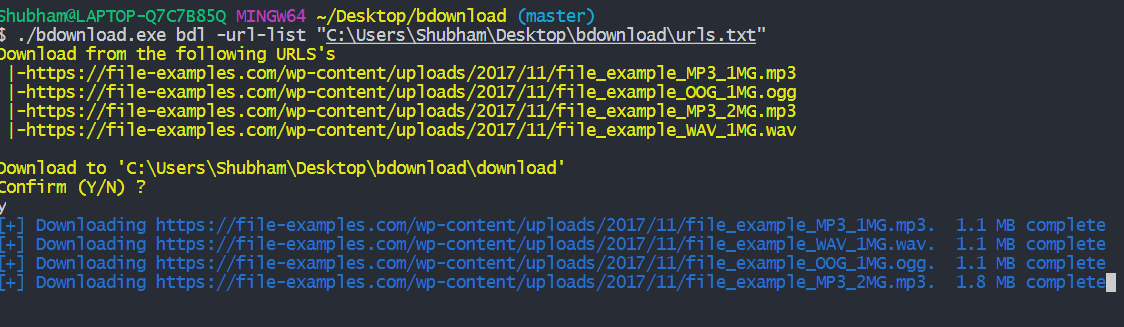 Shubham@LAPTOP-Q7C7B85Q MINGW64 ~/Desktop/bdownload (master)
$ ./bdownload.exe bdl -url-list "C:\Users\Shubham\Desktop\bdownload\urls.txt"
Download from the following URLS's
|-https://file-examples.com/wp-content/uploads/2017/11/file_example_MP3_1MG.mp3
|-https://file-examples.com/wp-content/uploads/2017/11/file_example_OOG_1MG.ogg
|-https://file-examples.com/wp-content/uploads/2017/11/file_example_MP3_2MG.mp3
|-https://file-examples.com/wp-content/uploads/2017/11/file_example_WAV_1MG.wav
Download to 'C:\Users\Shubham\Desktop\bdownload\download'
Confirm (Y/N) ?
y
[+] Downloading https://file-examples.com/wp-content/uploads/2017/11/file_example_MP3_1MG.mp3.  1.1 MB complete
[+] Downloading https://file-examples.com/wp-content/uploads/2017/11/file_example_WAV_1MG.wav.  1.1 MB complete
[+] Downloading https://file-examples.com/wp-content/uploads/2017/11/file_example_OOG_1MG.ogg.  1.1 MB complete
[+] Downloading https://file-examples.com/wp-content/uploads/2017/11/file_example_MP3_2MG.mp3.  1.8 MB complete